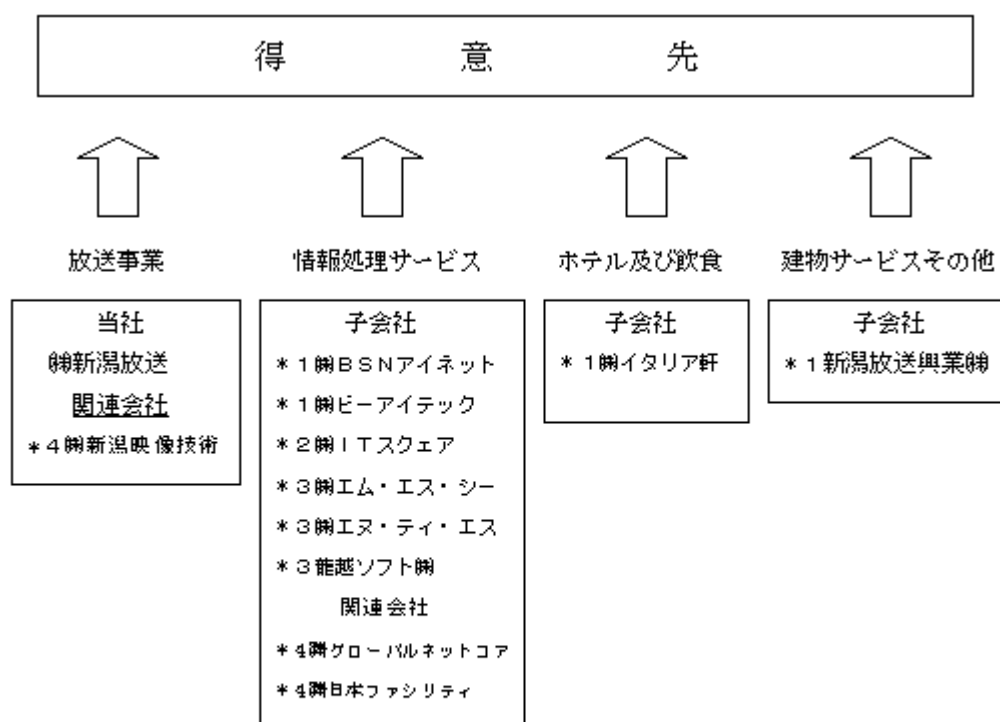 得意先
放送事業
当社
㈱新潟放送
関連会社
*4㈱新潟映像技術
情報処理サービス
子会社
*1㈱BSNアイネット
*1㈱ビーアイテック
*2㈱ITスクェア
*3㈱エム・エス・シー
*3㈱エヌ・ティ・エス
*3龍越ソフト㈱
関連会社
*4㈱グローバルネットコア
*4㈱日本ファシリティ
ホテル及び飲食
子会社
*1㈱イタリア軒
建物サービスその他
子会社
*1新潟放送興業㈱